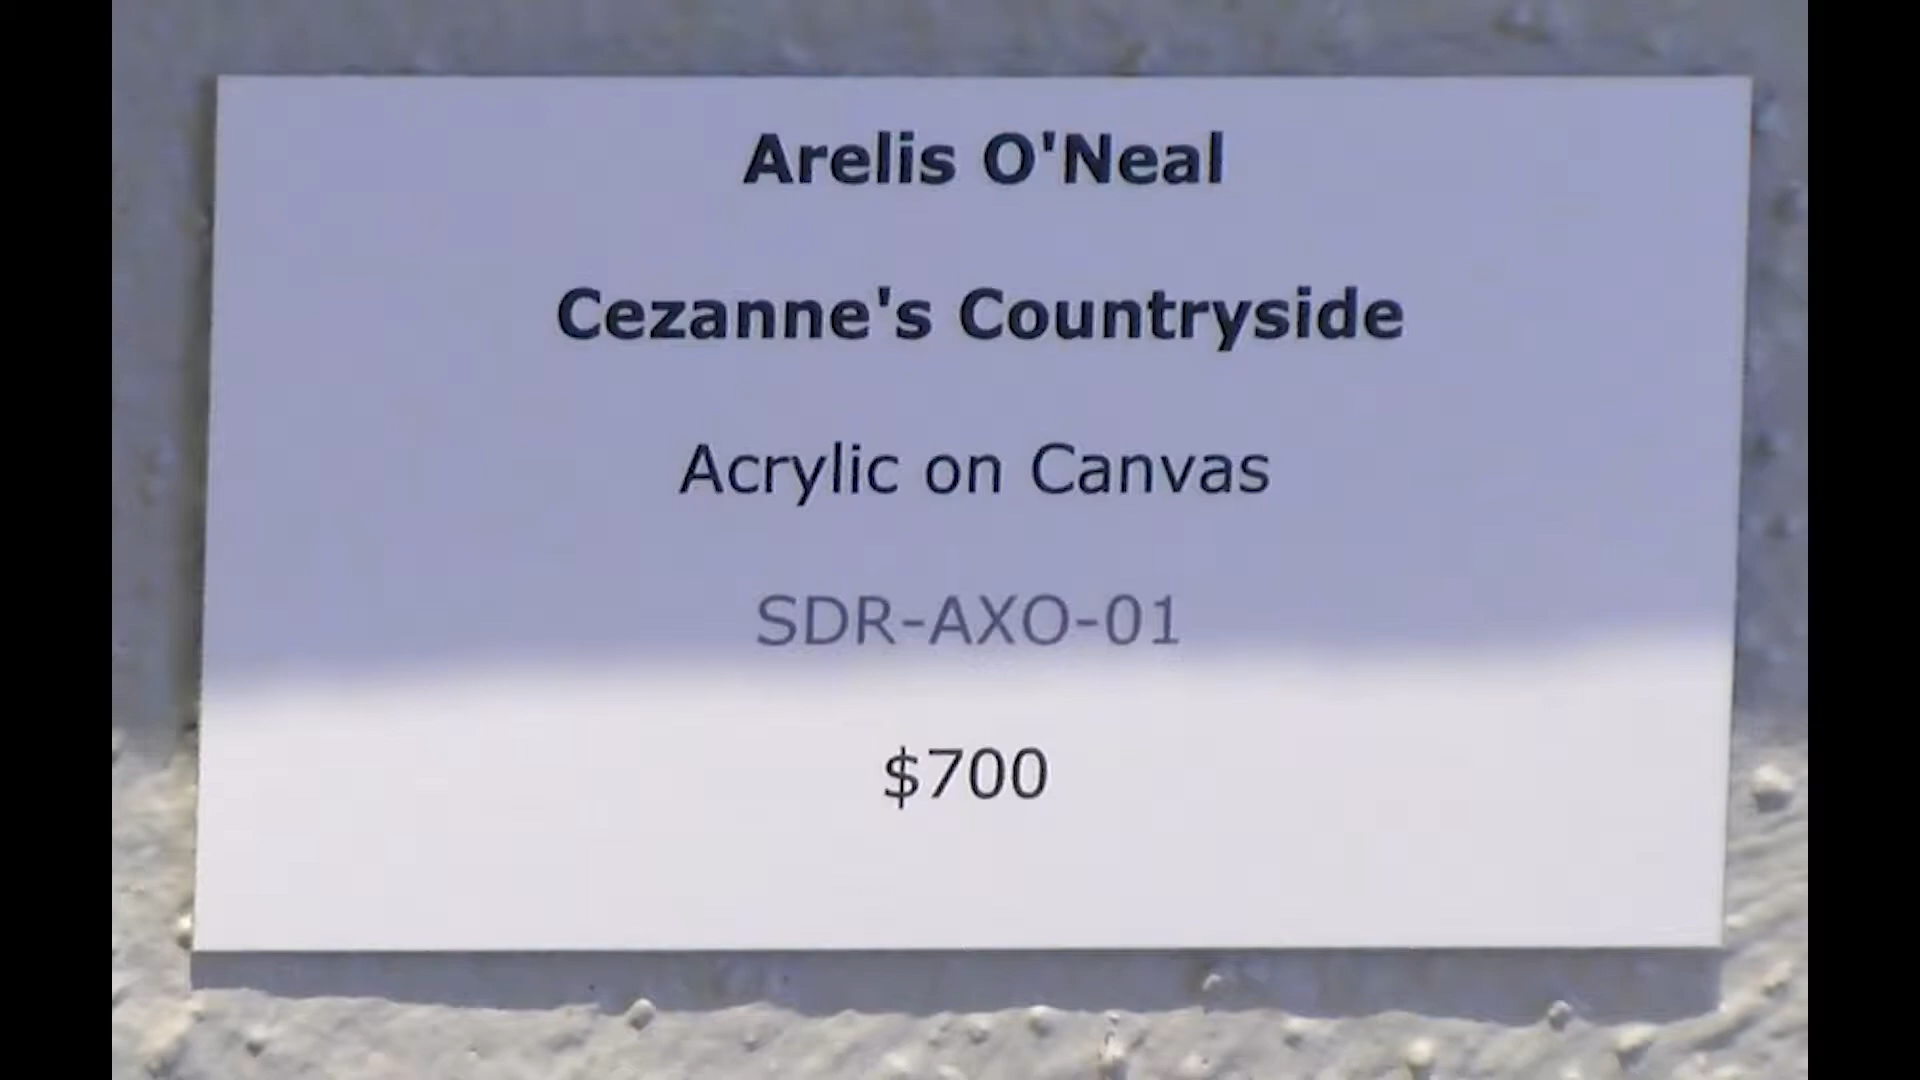 Arelis O'Neal
Cezanne's Countryside
Acrylic on Canvas
SDR-AXO-01
$700